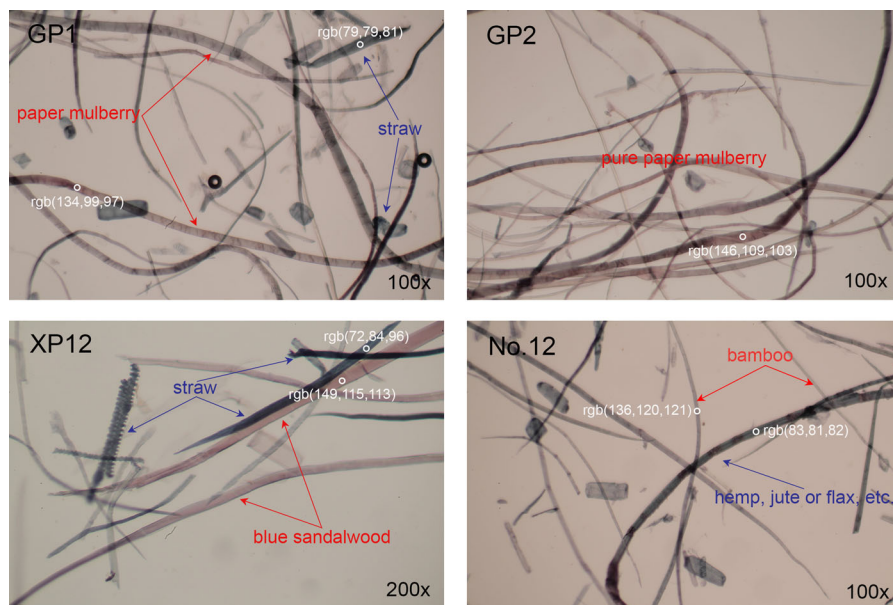 GP1
rgb(79,79,81)
paper mulberry
straw
rgb(134,99,97)
100x
GP2
pure paper mulberry
rgb(146,109,103)
100x
XP12
rgb(72,84,96)
straw
rgb(149,115,113)
blue sandalwood
200x
No.12
bamboo
rgb(136,120,121)
rgb(83,81,82)
hemp, jute or flax, etc.
100x